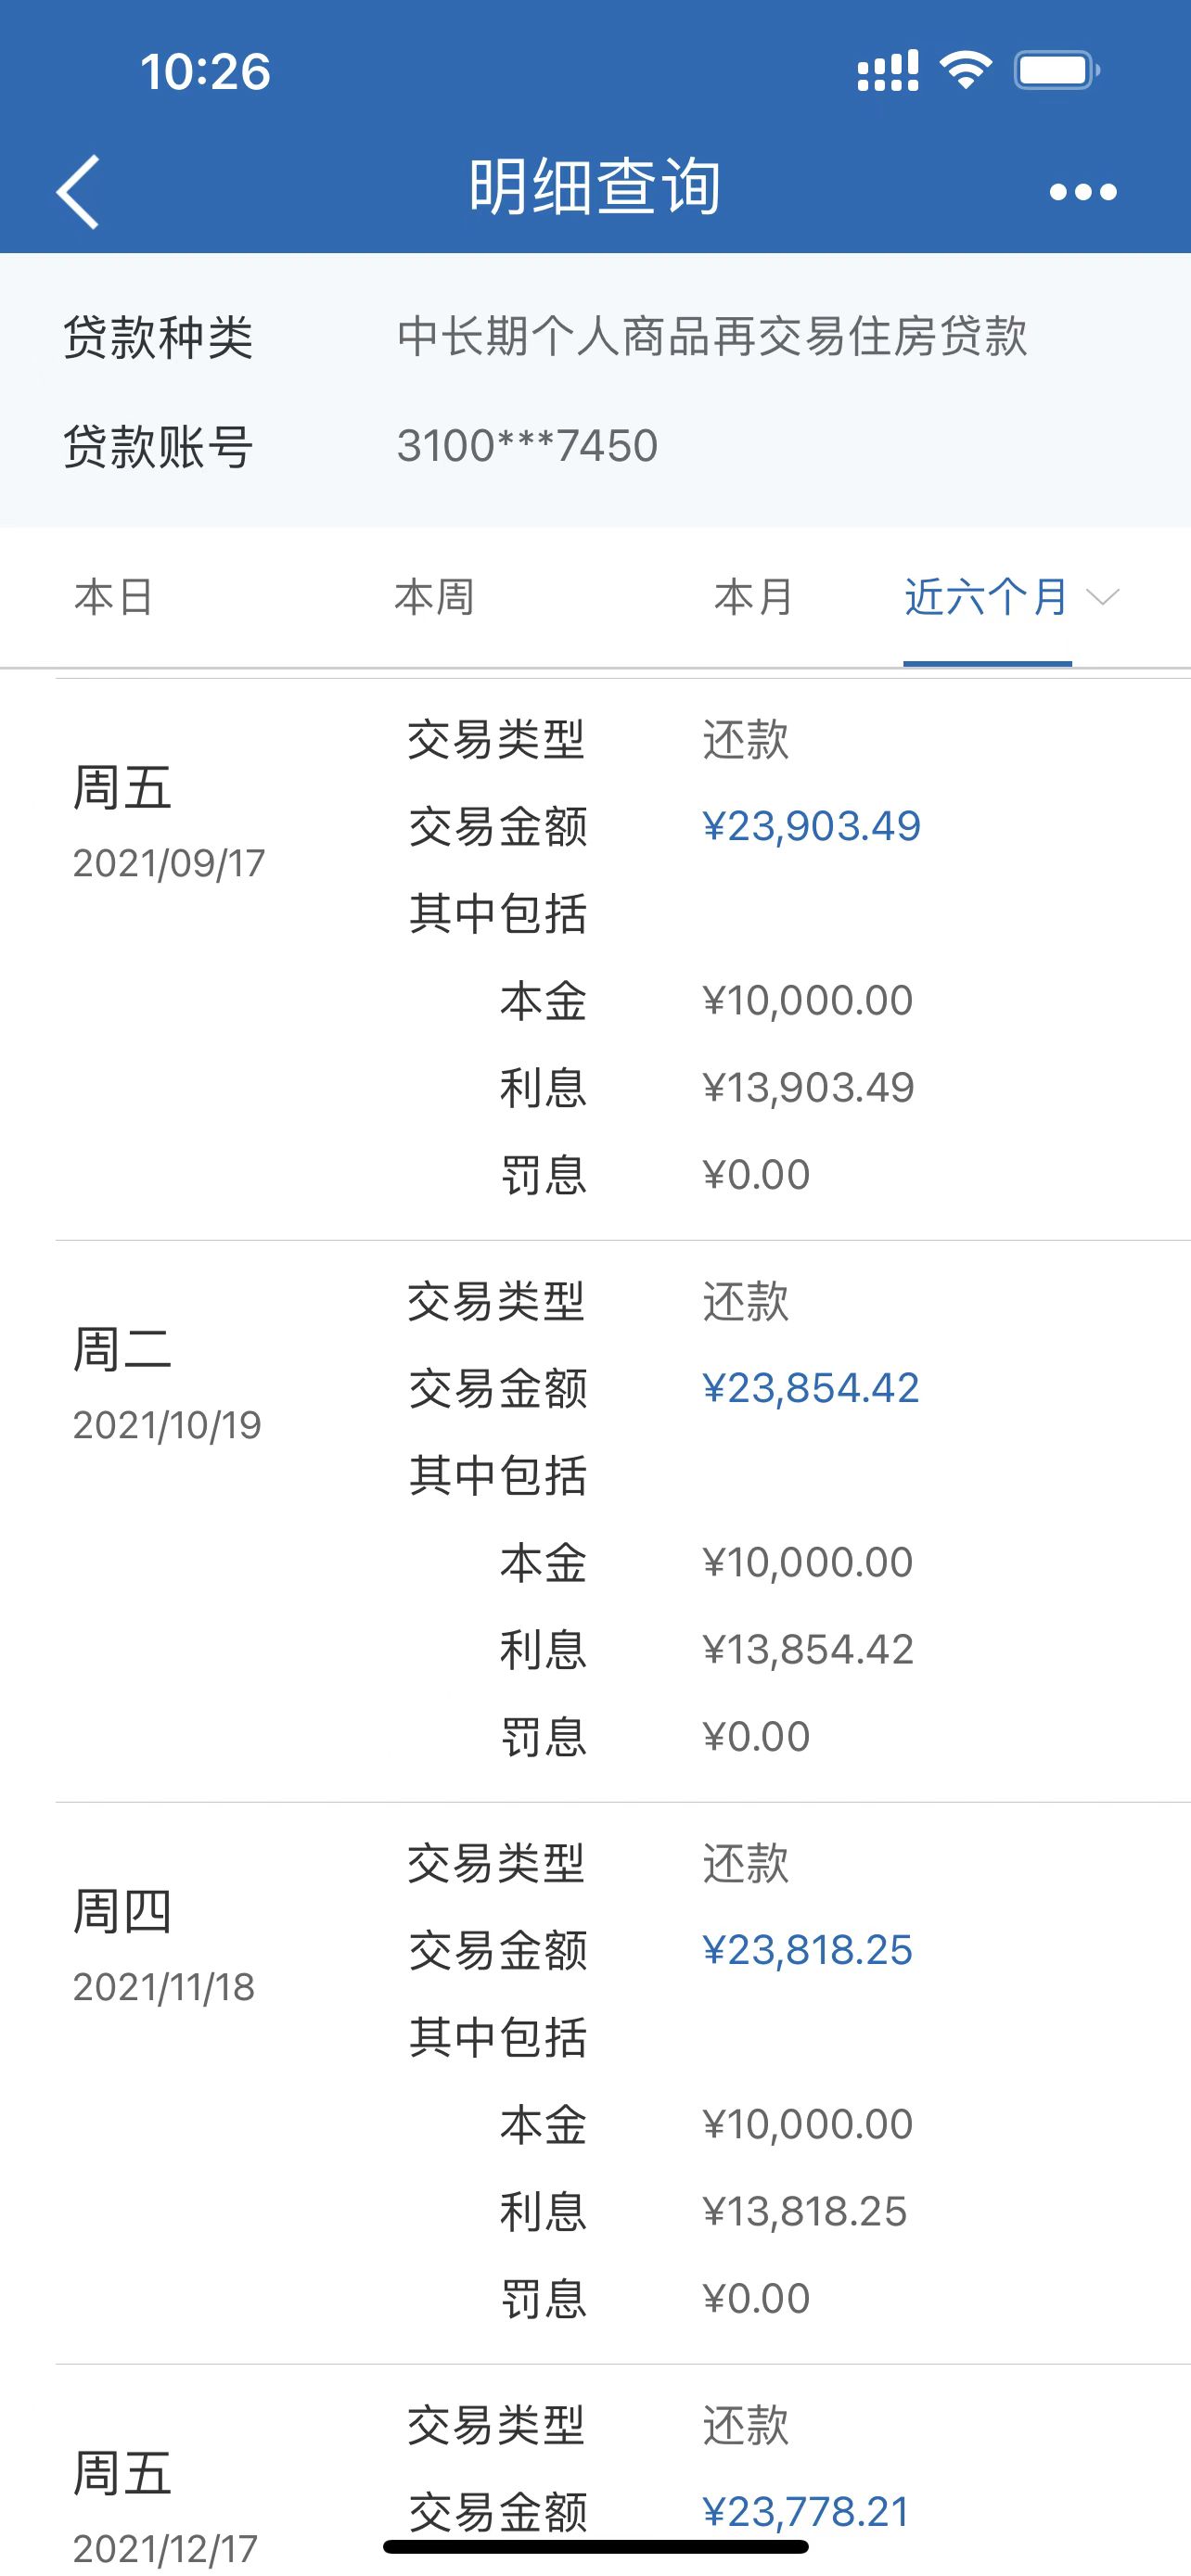 10:26
明细查询
贷款种类 中长期个人商品再交易住房贷款
贷款账号 3100***7450
本日 本周 本月 近六个月
周五
2021/09/17
交易类型 还款
交易金额 ¥23,903.49
其中包括
本金 ¥10,000.00
利息 ¥13,903.49
罚息 ¥0.00
周二
2021/10/19
交易类型 还款
交易金额 ¥23,854.42
其中包括
本金 ¥10,000.00
利息 ¥13,854.42
罚息 ¥0.00
周四
2021/11/18
交易类型 还款
交易金额 ¥23,818.25
其中包括
本金 ¥10,000.00
利息 ¥13,818.25
罚息 ¥0.00
周五
2021/12/17
交易类型 还款
交易金额 ¥23,778.21